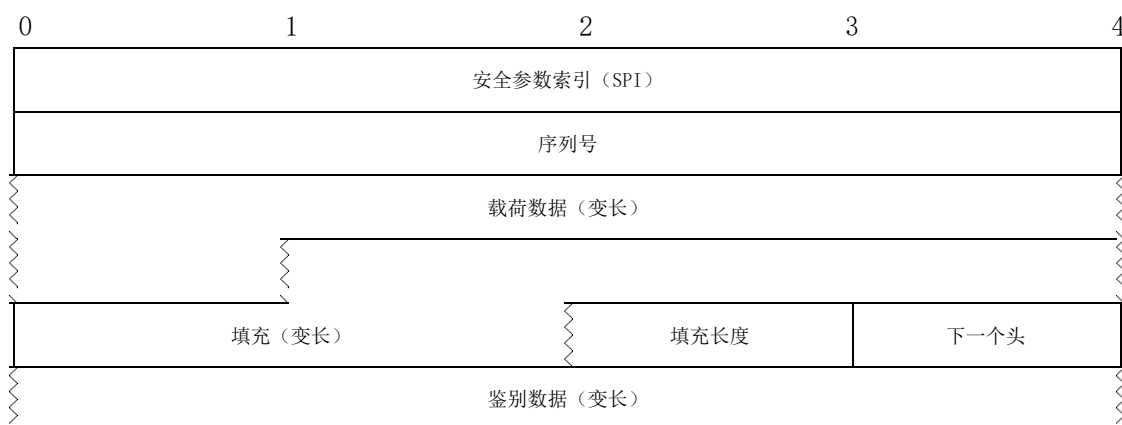 0 1 2 3 4
安全参数索引（SPI）
序列号
载荷数据（变长）
填充（变长） 填充长度 下一个头
鉴别数据（变长）